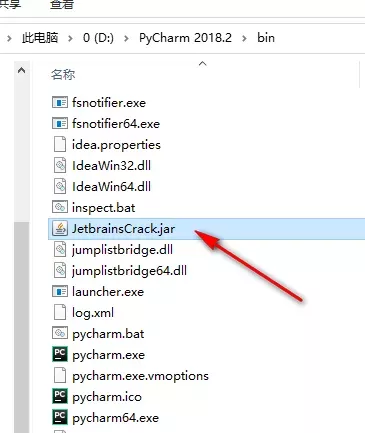 共享
查看
此电脑 > 0 (D:) > PyCharm 2018.2 > bin
名称
fsnotifier.exe
fsnotifier64.exe
idea.properties
IdeaWin32.dll
IdeaWin64.dll
inspect.bat
JetbrainsCrack.jar
jumplistbridge.dll
jumplistbridge64.dll
launcher.exe
log.xml
pycharm.bat
pycharm.exe
pycharm.exe.vmoptions
pycharm.ico
pycharm64.exe